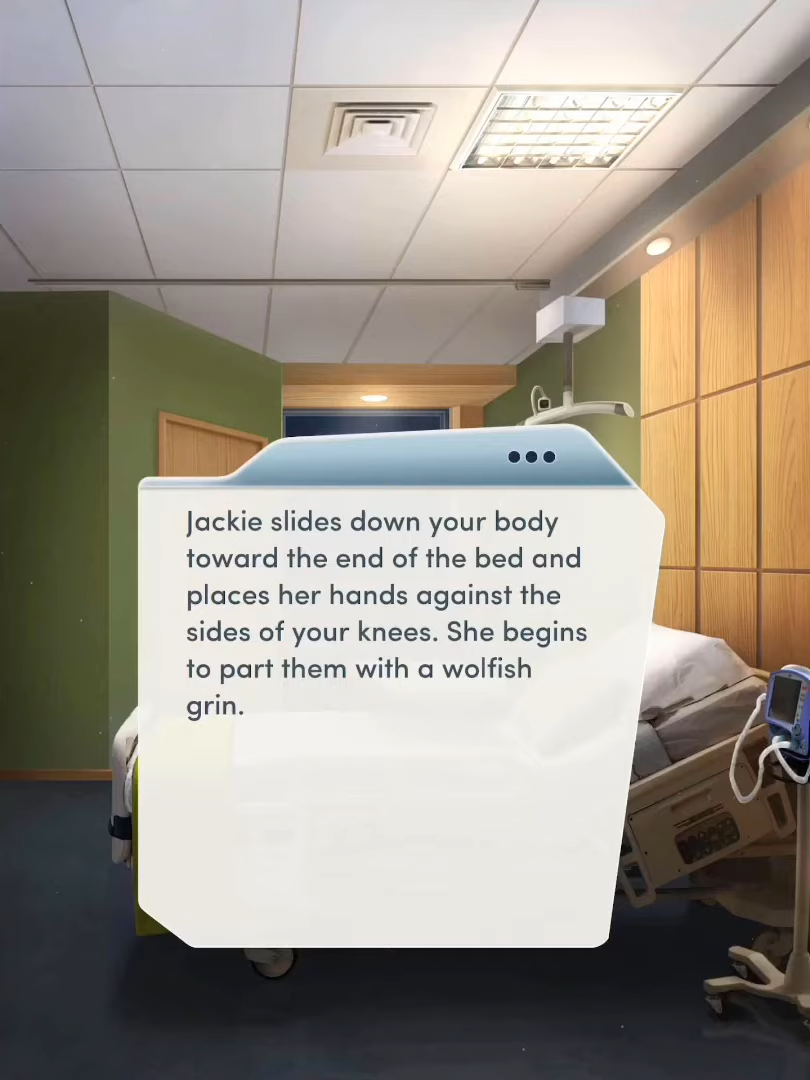 Jackie slides down your body
toward the end of the bed and
places her hands against the
sides of your knees. She begins
to part them with a wolfish
grin.